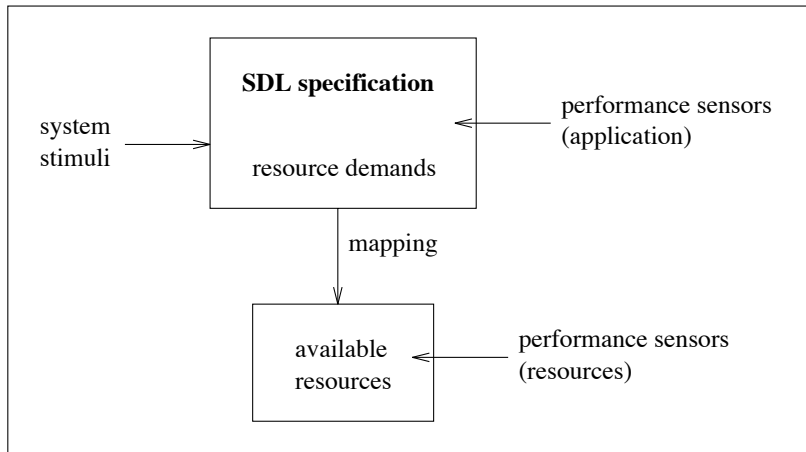 SDL specification
system
stimuli
performance sensors
(application)
resource demands
mapping
available
resources
performance sensors
(resources)